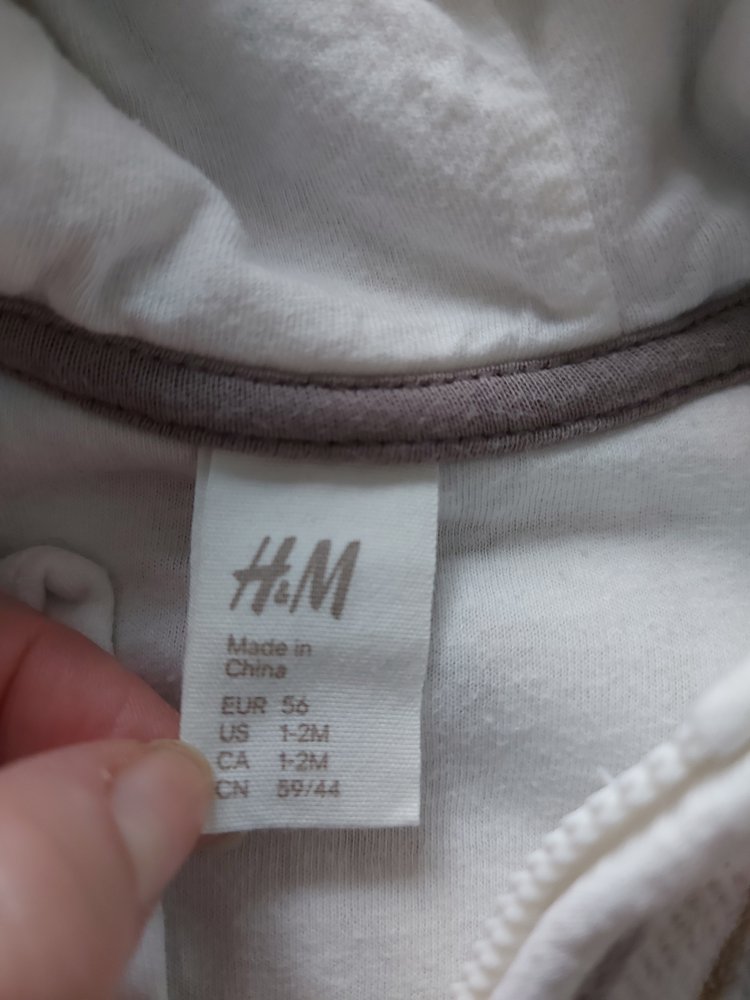 H&M
Made in
China
EUR 56
US 1-2M
CA 1-2M
CN 59/44